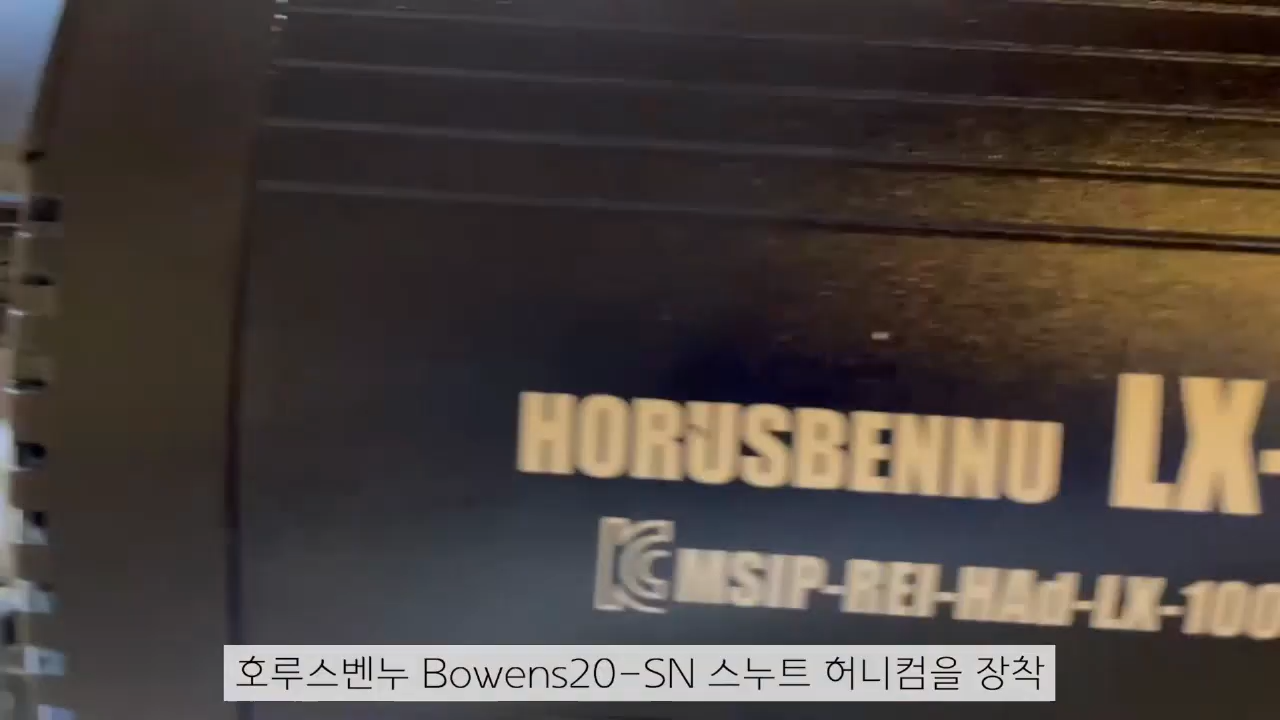 HORUSBENNU LX-
MSIP-REI-HAd-LX-100
호루스벤누 Bowens20-SN 스누트 허니컴을 장착